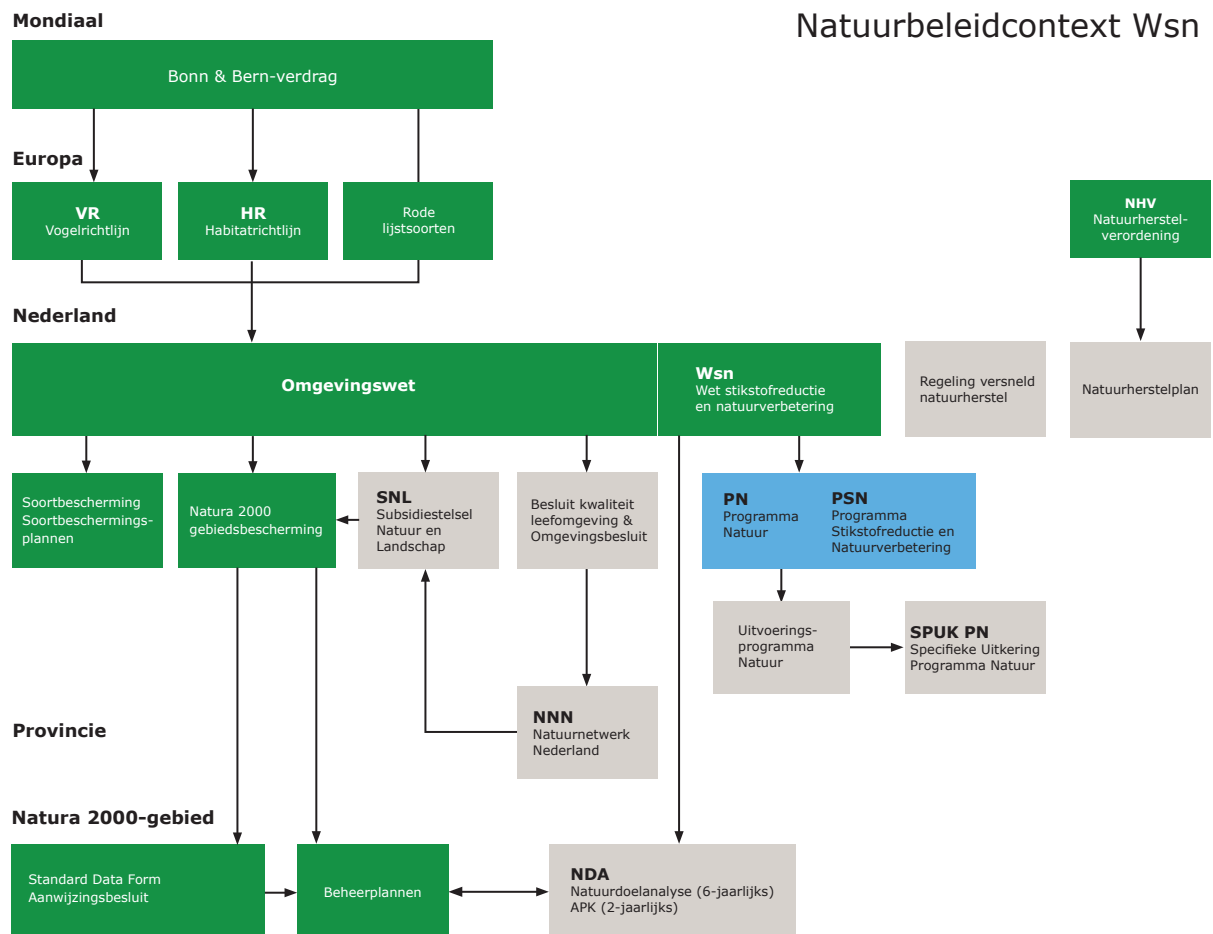 Mondiaal
Natuurbeleidcontext Wsn
Bonn & Bern-verdrag
Europa
VR
Vogelrichtlijn
HR
Habitatrichtlijn
Rode
lijstsoorten
NHV
Natuurherstel-
verordening
Nederland
Omgevingswet
Wsn
Wet stikstofreductie
en natuurverbetering
Regeling versneld
natuurherstel
Natuurherstelplan
Soortbescherming
Soortbeschermings-
plannen
Natura 2000
gebiedsbescherming
SNL
Subsidiestelsel
Natuur en
Landschap
Besluit kwaliteit
leefomgeving &
Omgevingsbesluit
PN
Programma
Natuur
PSN
Programma
Stikstofreductie en
Natuurverbetering
Uitvoerings-
programma
Natuur
SPUK PN
Specifieke Uitkering
Programma Natuur
NNN
Natuurnetwerk
Nederland
Provincie
Natura 2000-gebied
Standard Data Form
Aanwijzingsbesluit
Beheerplannen
NDA
Natuurdoelanalyse (6-jaarlijks)
APK (2-jaarlijks)